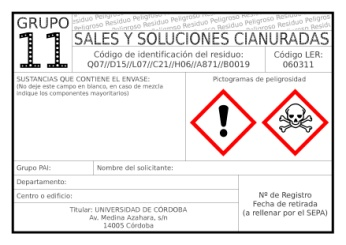 GRUPO
11
Residuo Peligroso Residuo Peligroso Residuo Peligroso Residuo Peligroso
SALES Y SOLUCIONES CIANURADAS
Código de identificación del residuo:
Q07//D15//L07//C21//H06//A871//B0019
Código LER:
060311
SUSTANCIAS QUE CONTIENE EL ENVASE:
(No deje este campo en blanco, en caso de mezcla
indique los componentes mayoritarios)
Pictogramas de peligrosidad
Grupo PAI:
Nombre del solicitante:
Departamento:
Centro o edificio:
Titular: UNIVERSIDAD DE CÓRDOBA
Av. Medina Azahara, s/n
14005 Córdoba
Nº de Registro
Fecha de retirada
(a rellenar por el SEPA)